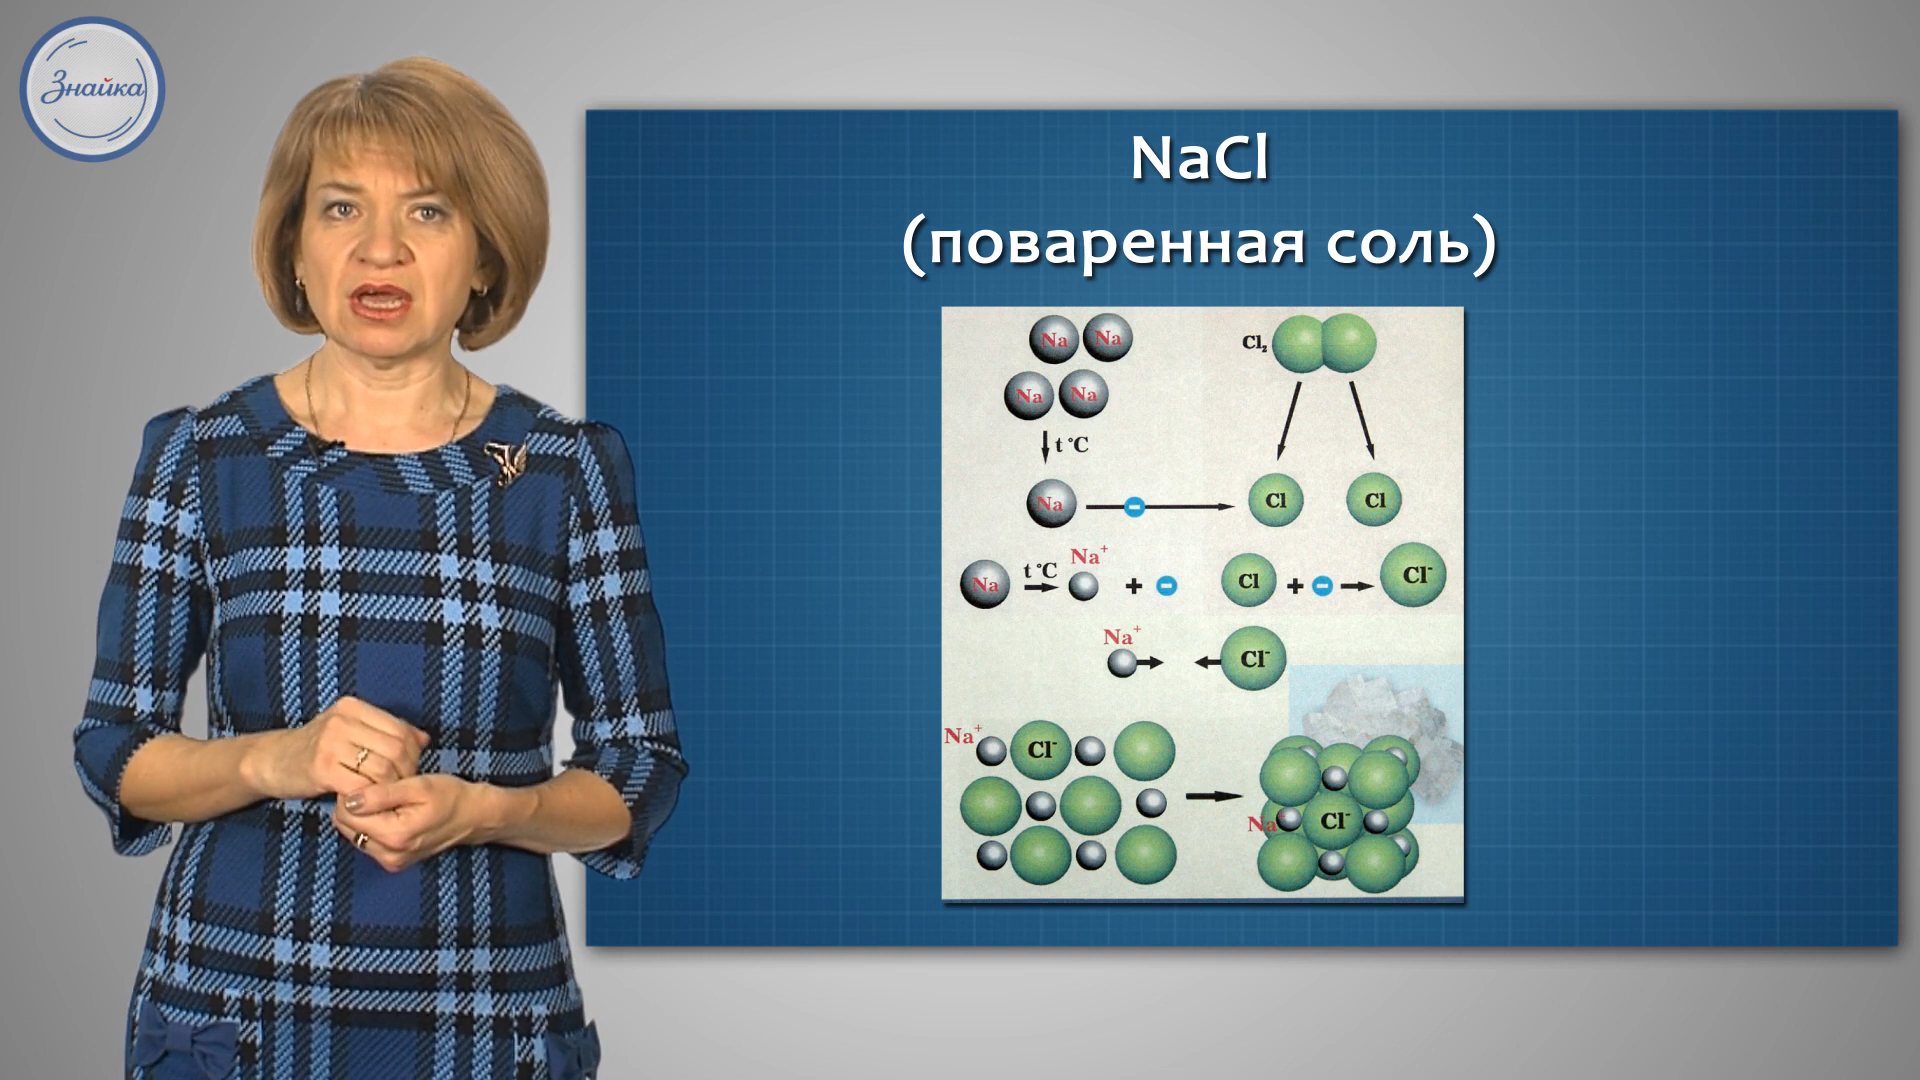 Знайка
NaCl
(поваренная соль)
Na Na
Cl₂
Na Na
t °C
Na
Cl Cl
Na t °C Na⁺ + -
Cl + - Cl⁻
Na⁺
Cl⁻
Na⁺
Cl⁻
Na
Cl⁻